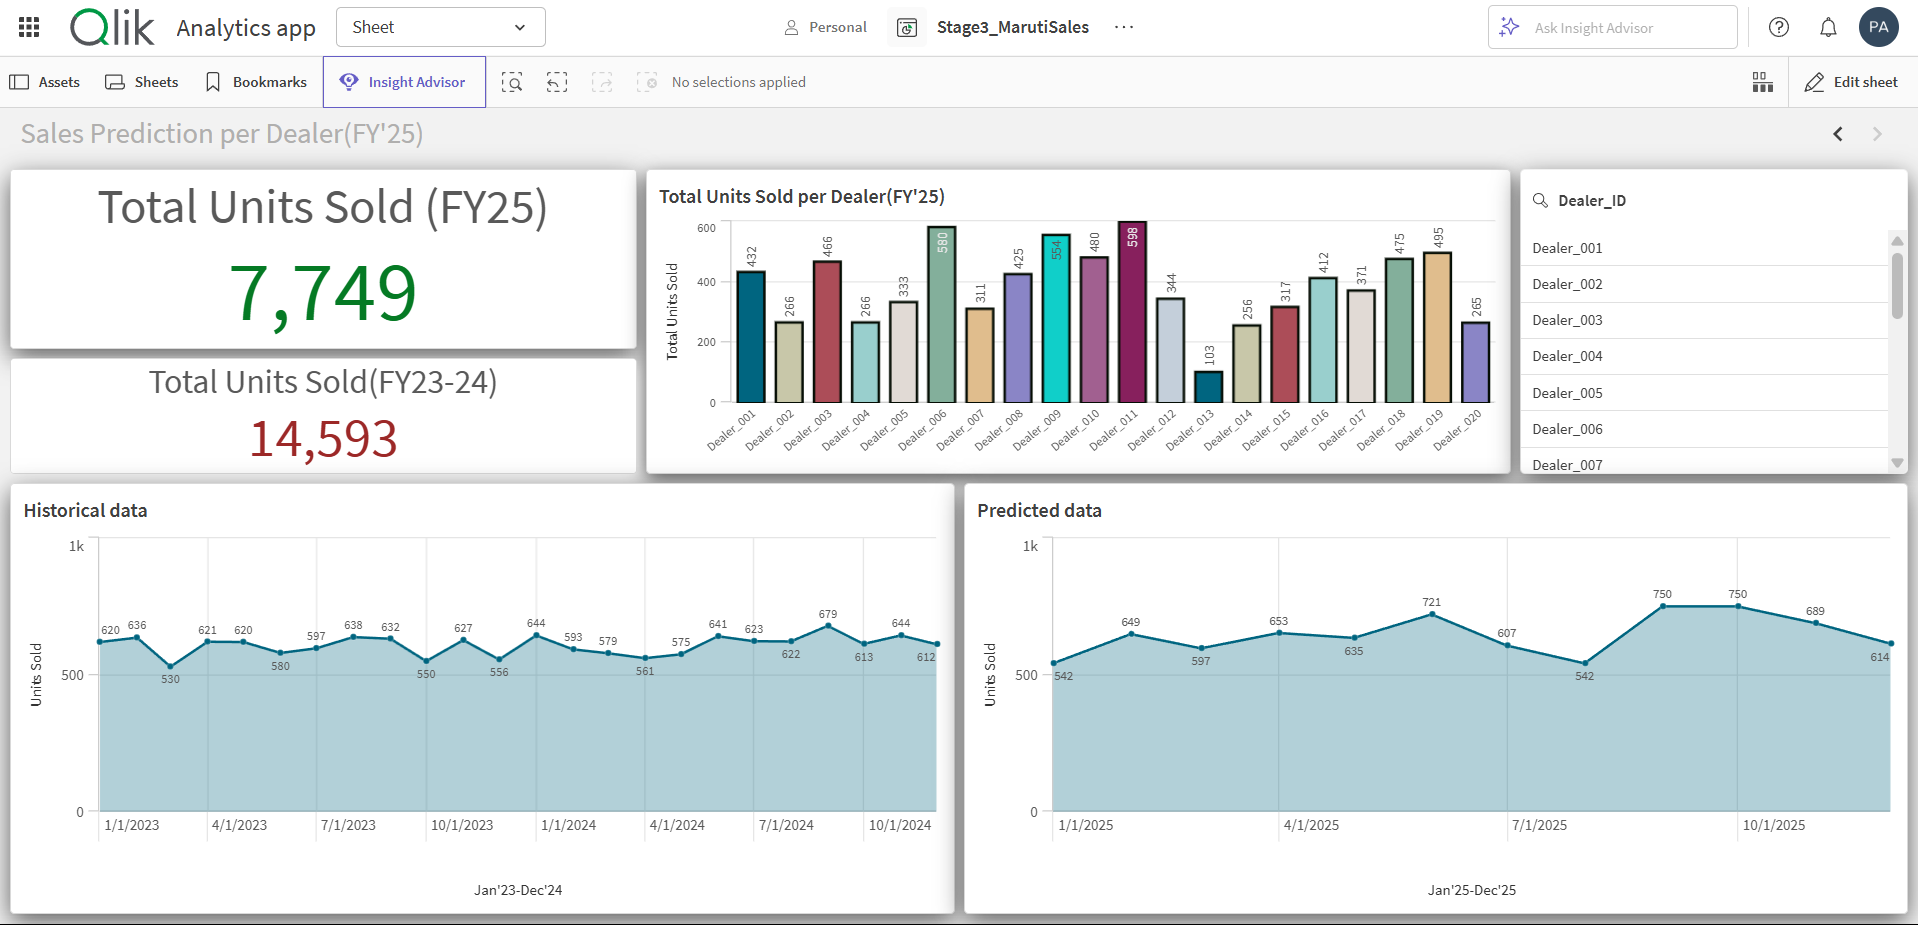 Qlik Analytics app Sheet Personal Stage3_MarutiSales ... Ask Insight Advisor ? PA
Assets Sheets Bookmarks Insight Advisor No selections applied Edit sheet
Sales Prediction per Dealer(FY'25)
Total Units Sold (FY25)
7,749
Total Units Sold(FY23-24)
14,593
Total Units Sold per Dealer(FY'25)
Total Units Sold
600
400
200
0
432 266 466 266 333 580 311 425 554 480 598 344 103 256 317 412 371 475 495 265
Dealer_001 Dealer_002 Dealer_003 Dealer_004 Dealer_005 Dealer_006 Dealer_007 Dealer_008 Dealer_009 Dealer_010 Dealer_011 Dealer_012 Dealer_013 Dealer_014 Dealer_015 Dealer_016 Dealer_017 Dealer_018 Dealer_019 Dealer_020
Dealer_ID
Dealer_001
Dealer_002
Dealer_003
Dealer_004
Dealer_005
Dealer_006
Dealer_007
Historical data
Units Sold
1k
500
0
620 636 530 621 620 580 597 638 632 550 627 556 644 593 579 561 575 641 623 622 679 613 644 612
1/1/2023 4/1/2023 7/1/2023 10/1/2023 1/1/2024 4/1/2024 7/1/2024 10/1/2024
Jan'23-Dec'24
Predicted data
Units Sold
1k
500
0
542 649 597 653 635 721 607 542 750 750 689 614
1/1/2025 4/1/2025 7/1/2025 10/1/2025
Jan'25-Dec'25